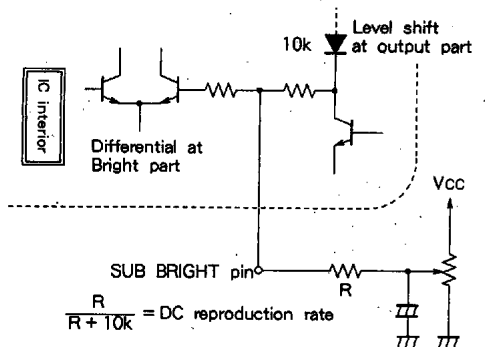 Level shift
10k
at output part
IC interior
Differential at
Bright part
Vcc
SUB BRIGHT pin
R
R
R + 10k
= DC reproduction rate